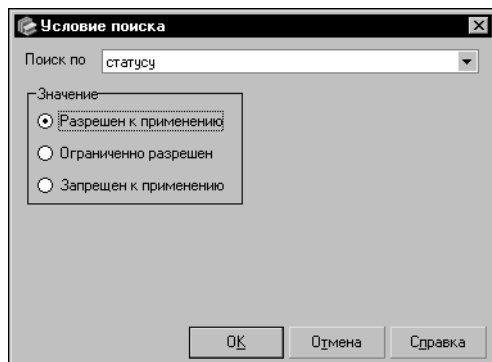 Условие поиска
Поиск по статусу
Значение
Разрешен к применению
Ограниченно разрешен
Запрещен к применению
OK Отмена Справка